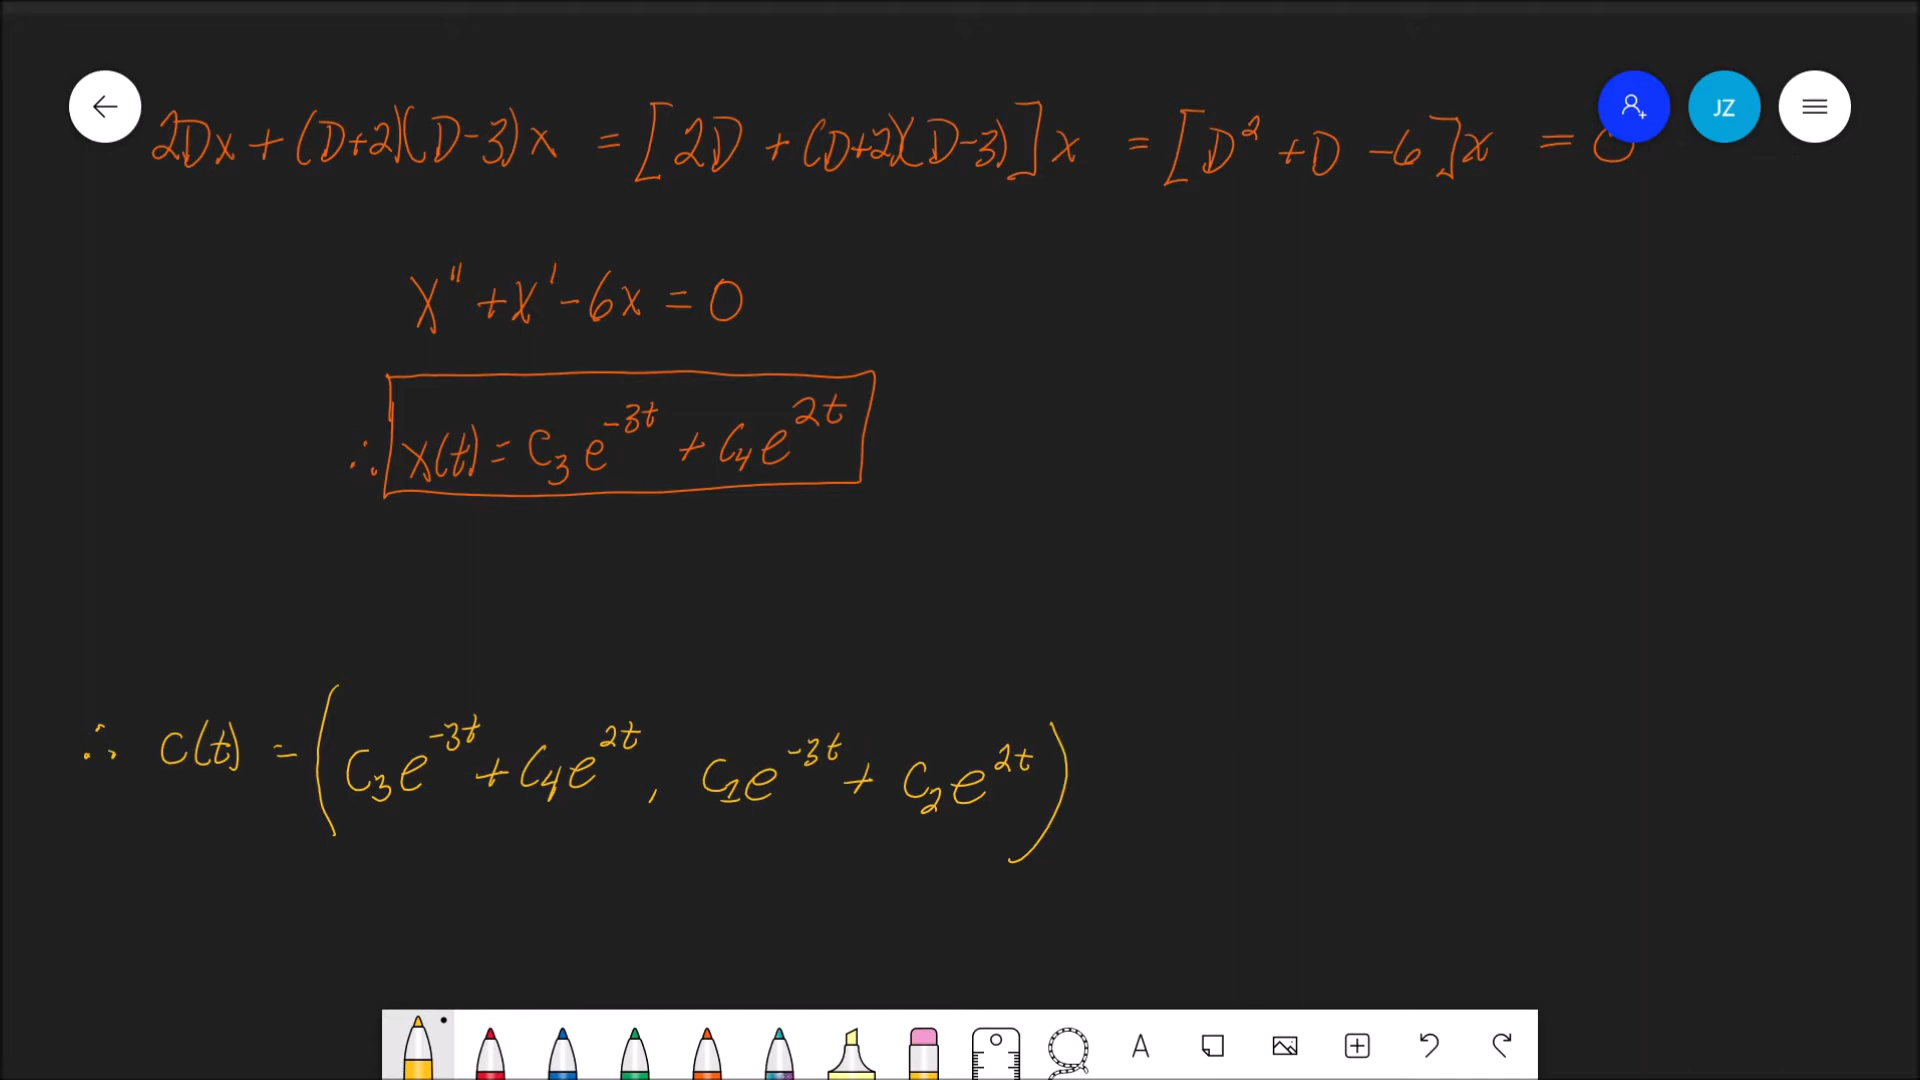 2Dx + (D+2)(D-3)x = [2D + (D+2)(D-3)]x = [D² + D - 6]x = 0
JZ
x'' + x' - 6x = 0
∴ x(t) = C₃e^{-3t} + C₄e^{2t}
∴ c(t) = (C₃e^{-3t} + C₄e^{2t}, C₁e^{-3t} + C₂e^{2t})
A